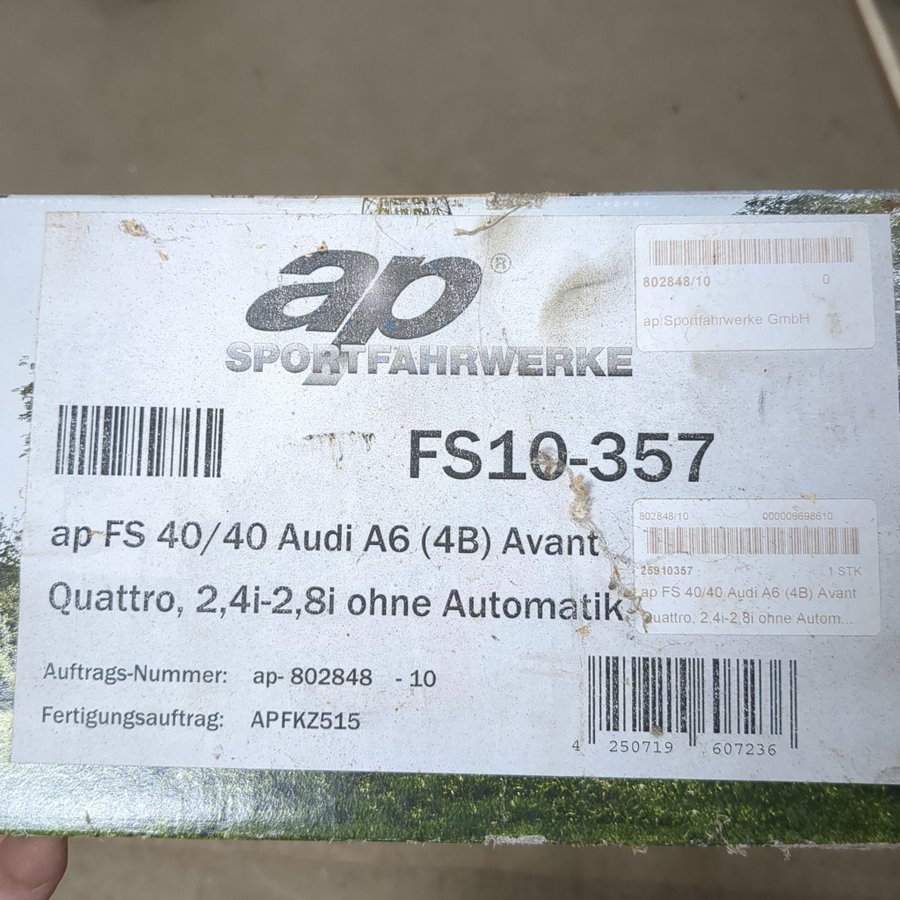 ap®
SPORTFAHRWERKE
802848/10 0
ap Sportfahrwerke GmbH
FS10-357
ap FS 40/40 Audi A6 (4B) Avant
Quattro, 2,4i-2,8i ohne Automatik
802848/10 000008698610
25910357 1 STK
ap FS 40/40 Audi A6 (4B) Avant
Quattro, 2.4i-2,8i ohne Autom...
Auftrags-Nummer: ap- 802848 - 10
Fertigungsauftrag: APFKZ515
4 250719 607236